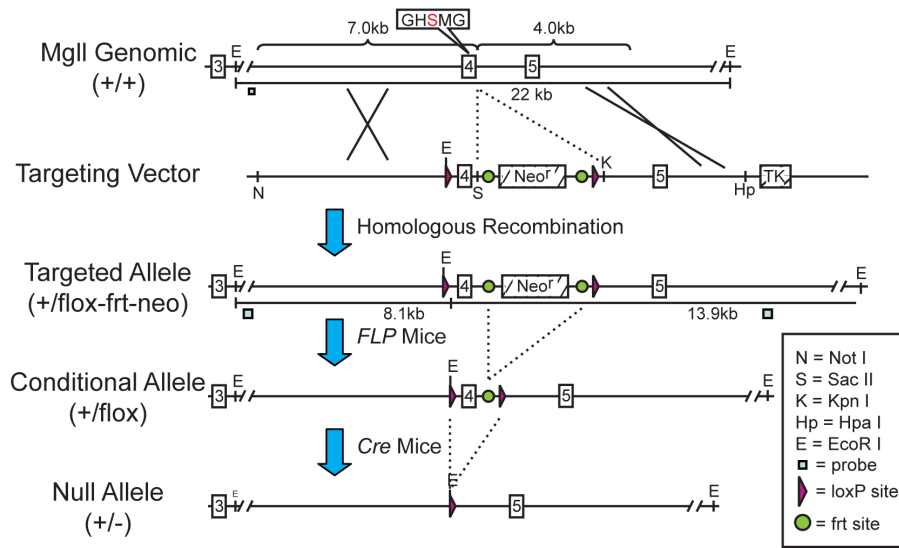 GHSMG
7.0kb
4.0kb
Mgll Genomic
(+/+)
3
E
4
5
E
22 kb
Targeting Vector
N
E
4
S
Neor
K
5
Hp
TK
Homologous Recombination
Targeted Allele
(+/flox-frt-neo)
3
E
E
4
Neor
5
E
8.1kb
13.9kb
FLP Mice
Conditional Allele
(+/flox)
3
E
E
4
5
E
Cre Mice
Null Allele
(+/-)
3
E
E
5
E
N = Not I
S = Sac II
K = Kpn I
Hp = Hpa I
E = EcoR I
= probe
= loxP site
= frt site